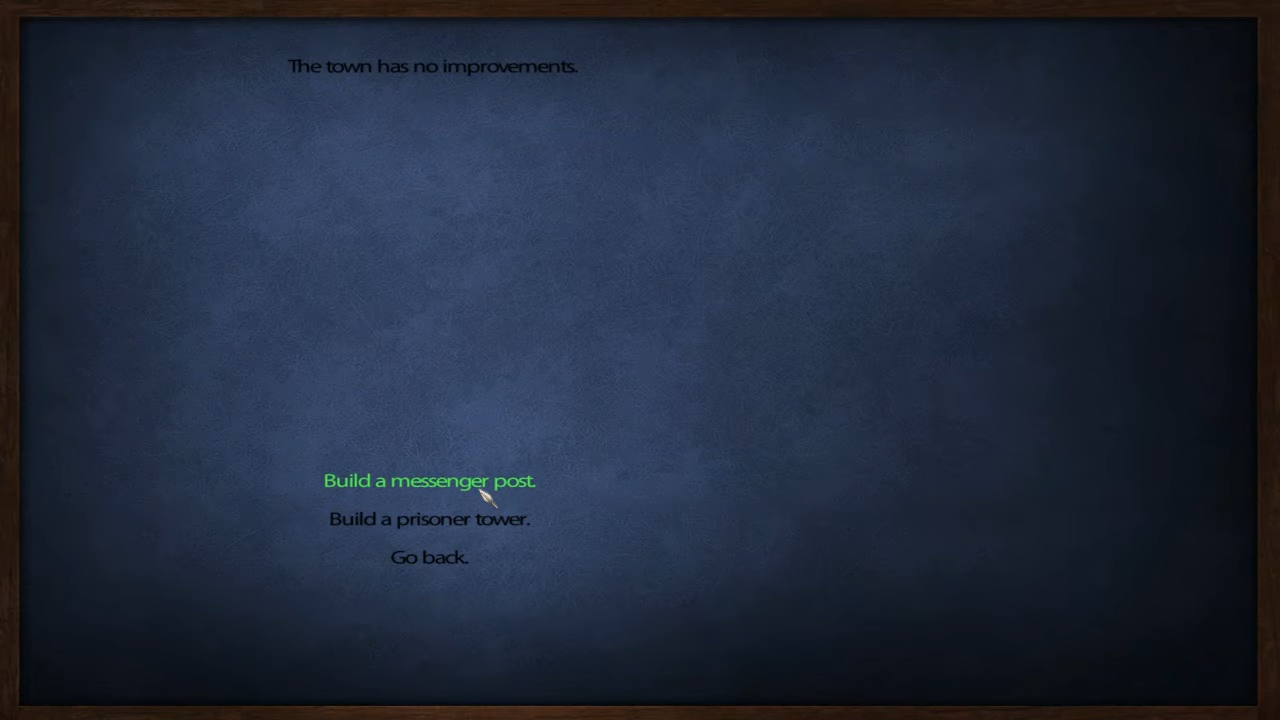 The town has no improvements.
Build a messenger post.
Build a prisoner tower.
Go back.